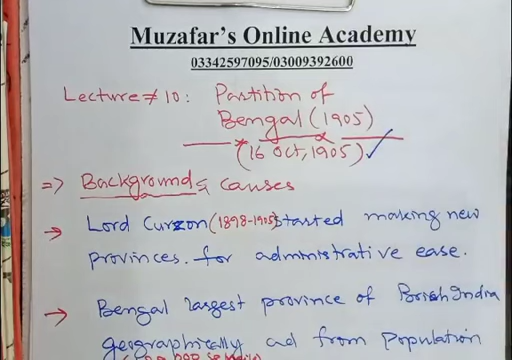 Muzafar's Online Academy
03342597095/03009392600
Lecture # 10: Partition of
Bengal (1905)
(16 Oct, 1905) ✓
=> Background & causes
→ Lord Curzon (1898-1905) started making new
provinces. for administrative ease.
→ Bengal largest province of British India
geographically and from population